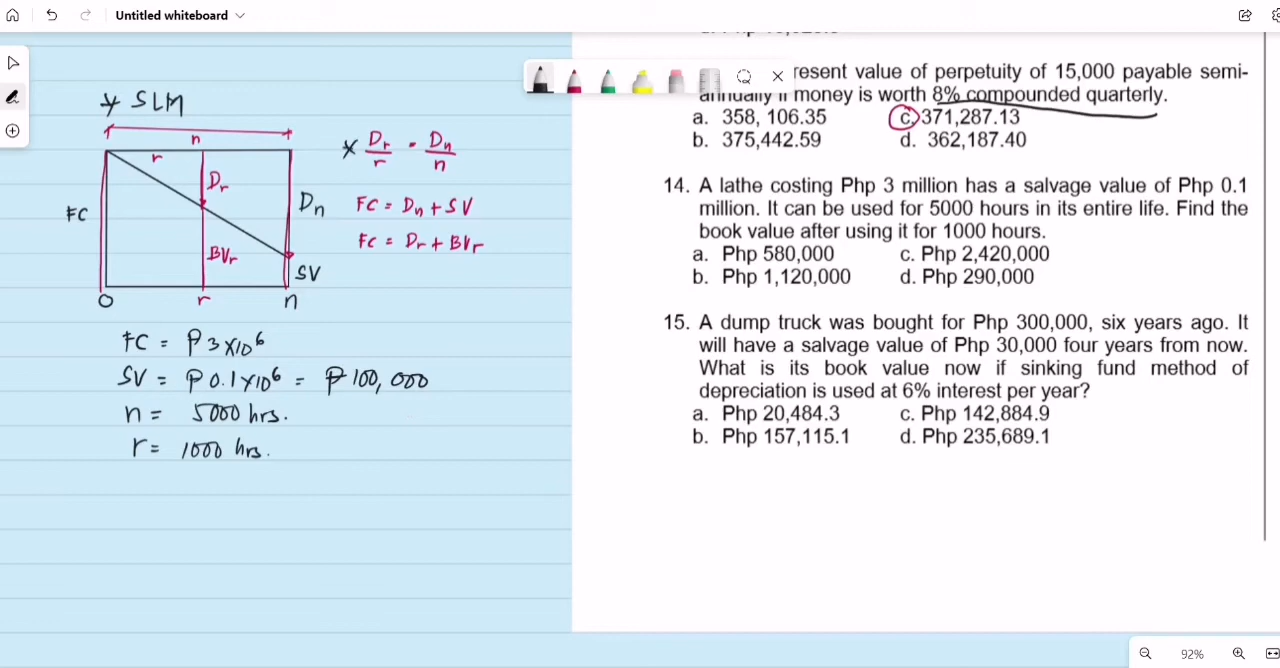 Untitled whiteboard
* SLM
n
r
Dr
FC
Dn
BVr
SV
0
r
n
* Dr/r = Dn/n
FC = Dn + SV
FC = Dr + BVr
FC = ₱3×10⁶
SV = ₱0.1×10⁶ = ₱100,000
n = 5000 hrs.
r = 1000 hrs.
resent value of perpetuity of 15,000 payable semi-
annually if money is worth 8% compounded quarterly.
a. 358, 106.35 c. 371,287.13
b. 375,442.59 d. 362,187.40
14. A lathe costing Php 3 million has a salvage value of Php 0.1
million. It can be used for 5000 hours in its entire life. Find the
book value after using it for 1000 hours.
a. Php 580,000 c. Php 2,420,000
b. Php 1,120,000 d. Php 290,000
15. A dump truck was bought for Php 300,000, six years ago. It
will have a salvage value of Php 30,000 four years from now.
What is its book value now if sinking fund method of
depreciation is used at 6% interest per year?
a. Php 20,484.3 c. Php 142,884.9
b. Php 157,115.1 d. Php 235,689.1
92%